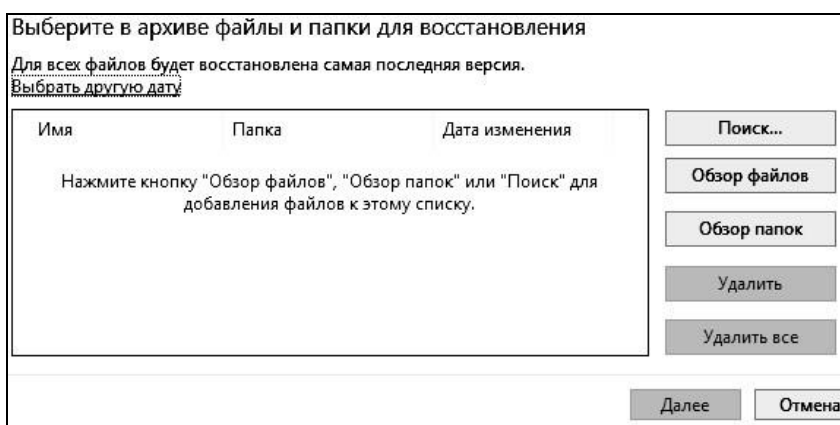 Выберите в архиве файлы и папки для восстановления
Для всех файлов будет восстановлена самая последняя версия.
Выбрать другую дату
Имя Папка Дата изменения
Нажмите кнопку "Обзор файлов", "Обзор папок" или "Поиск" для
добавления файлов к этому списку.
Поиск...
Обзор файлов
Обзор папок
Удалить
Удалить все
Далее Отмена